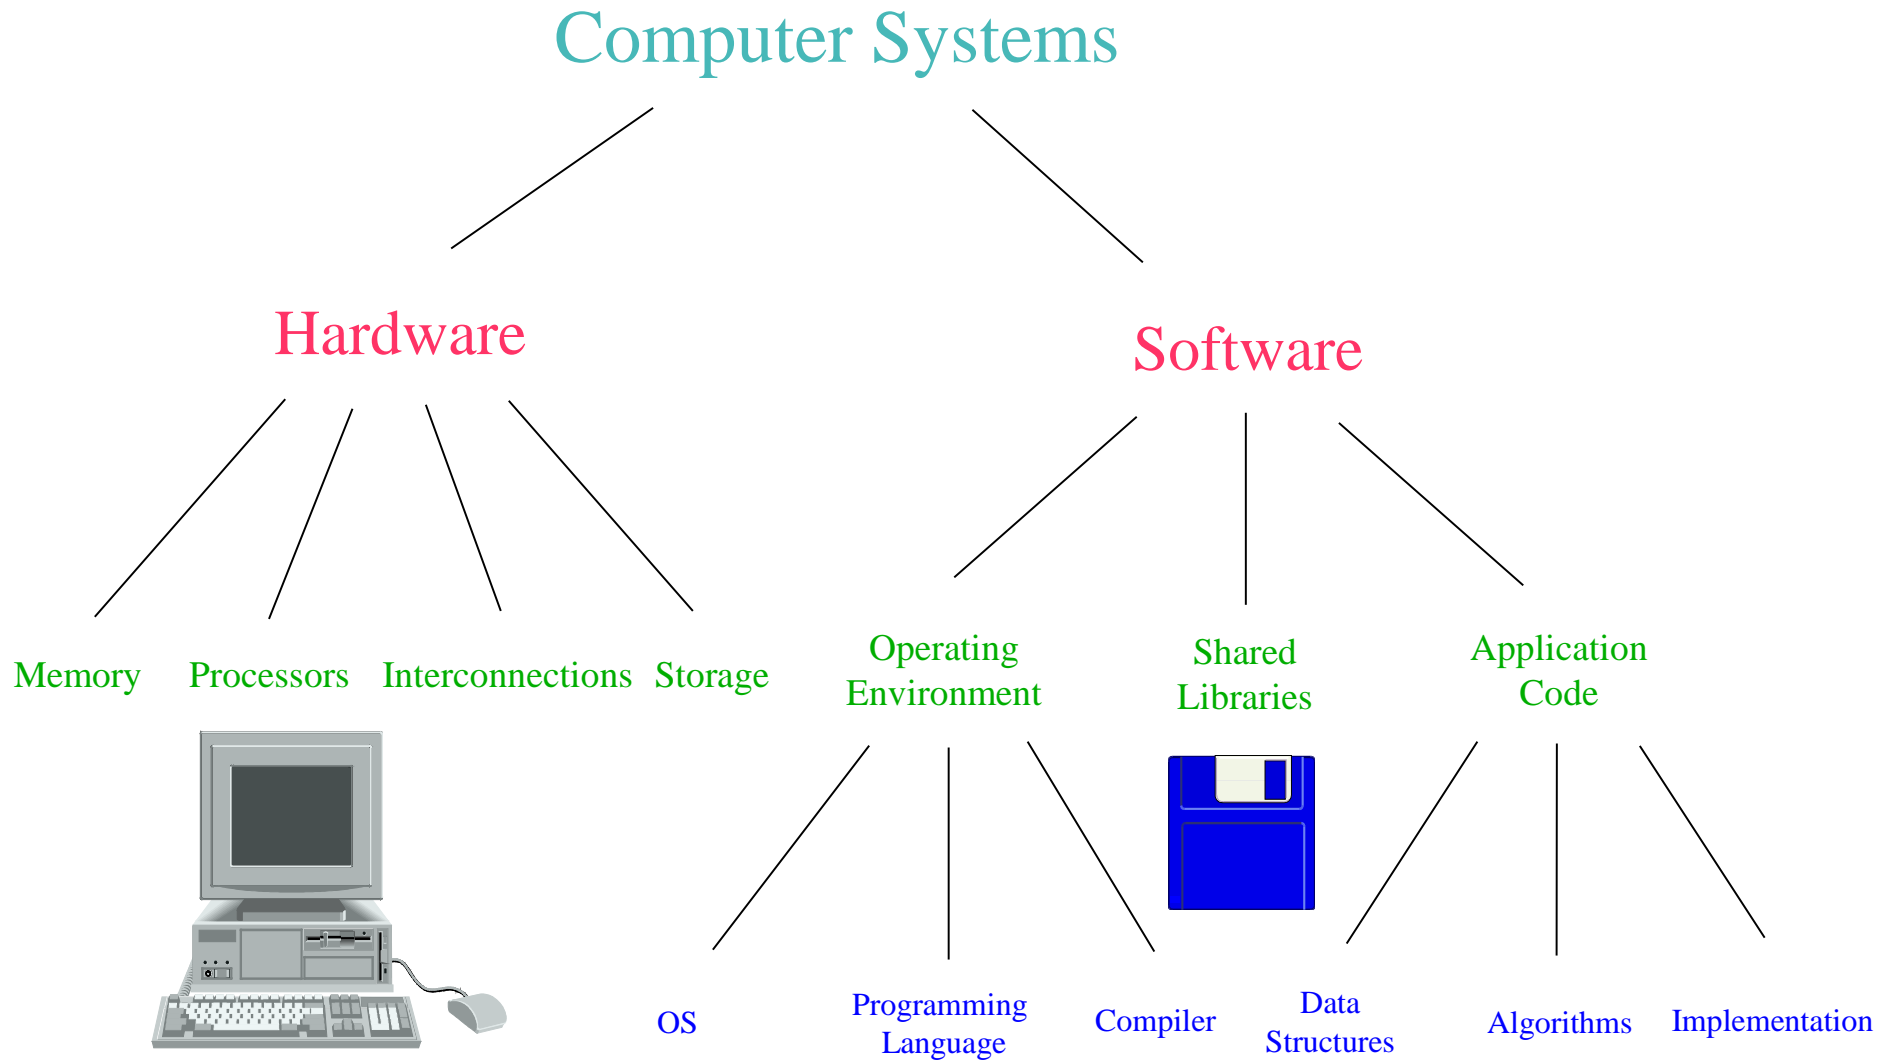 Computer Systems
Hardware
Software
Memory
Processors
Interconnections
Storage
Operating
Environment
Shared
Libraries
Application
Code
OS
Programming
Language
Compiler
Data
Structures
Algorithms
Implementation